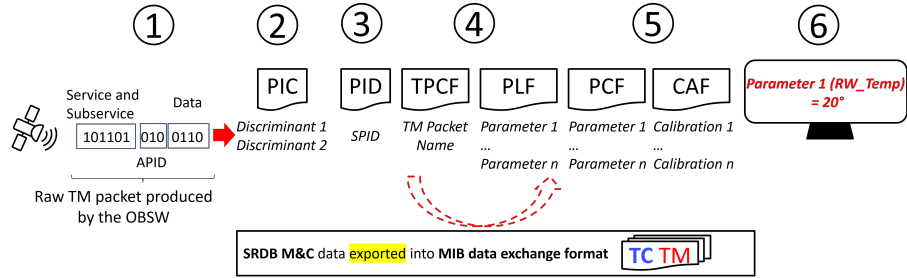 1
2
3
4
5
6
PIC
PID
TPCF
PLF
PCF
CAF
Parameter 1 (RW_Temp)
= 20°
Service and
Subservice
Data
101101
010
0110
APID
Raw TM packet produced
by the OBSW
Discriminant 1
Discriminant 2
SPID
TM Packet
Name
Parameter 1
...
Parameter n
Parameter 1
...
Parameter n
Calibration 1
...
Calibration n
SRDB M&C data exported into MIB data exchange format
TC TM